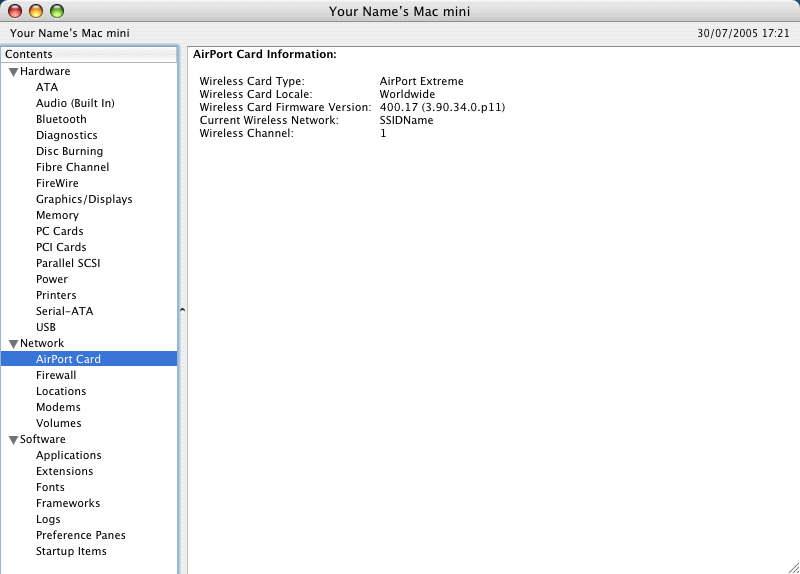 Your Name's Mac mini
Your Name's Mac mini 30/07/2005 17:21
Contents
Hardware
ATA
Audio (Built In)
Bluetooth
Diagnostics
Disc Burning
Fibre Channel
FireWire
Graphics/Displays
Memory
PC Cards
PCI Cards
Parallel SCSI
Power
Printers
Serial-ATA
USB
Network
AirPort Card
Firewall
Locations
Modems
Volumes
Software
Applications
Extensions
Fonts
Frameworks
Logs
Preference Panes
Startup Items
AirPort Card Information:
Wireless Card Type: AirPort Extreme
Wireless Card Locale: Worldwide
Wireless Card Firmware Version: 400.17 (3.90.34.0.p11)
Current Wireless Network: SSIDName
Wireless Channel: 1